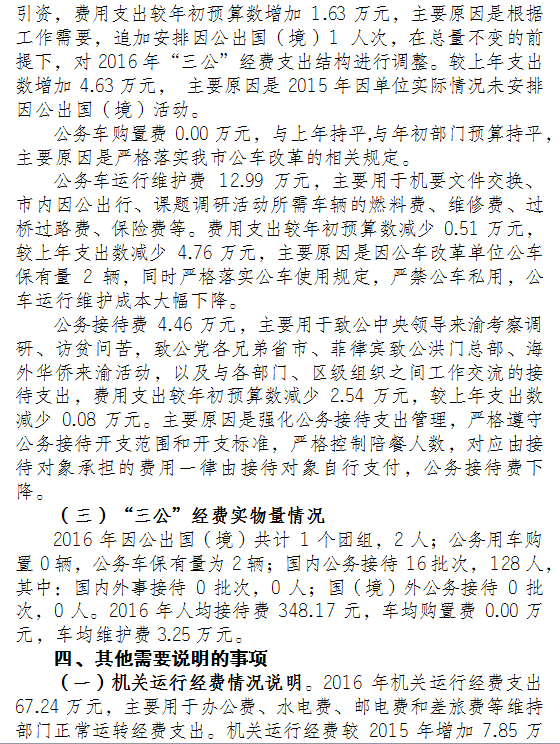 引资，费用支出较年初预算数增加 1.63 万元，主要原因是根据
工作需要，追加安排因公出国（境）1 人次，在总量不变的前
提下，对 2016 年“三公”经费支出结构进行调整。较上年支出
数增加 4.63 万元， 主要原因是 2015 年因单位实际情况未安排
因公出国（境）活动。
公务车购置费 0.00 万元，与上年持平,与年初部门预算持平，
主要原因是严格落实我市公车改革的相关规定。
公务车运行维护费 12.99 万元，主要用于机要文件交换、
市内因公出行、课题调研活动所需车辆的燃料费、维修费、过
桥过路费、保险费等。费用支出较年初预算数减少 0.51 万元，
较上年支出数减少 4.76 万元，主要原因是因公车改革单位公车
保有量 2 辆，同时严格落实公车使用规定，严禁公车私用，公
车运行维护成本大幅下降。
公务接待费 4.46 万元，主要用于致公中央领导来渝考察调
研、访贫问苦，致公党各兄弟省市、菲律宾致公洪门总部、海
外华侨来渝活动，以及与各部门、区级组织之间工作交流的接
待支出，费用支出较年初预算数减少 2.54 万元，较上年支出数
减少 0.08 万元。主要原因是强化公务接待支出管理，严格遵守
公务接待开支范围和开支标准，严格控制陪餐人数，对应由接
待对象承担的费用一律由接待对象自行支付，公务接待费下
降。
（三）“三公”经费实物量情况
2016 年因公出国（境）共计 1 个团组，2 人；公务用车购
置 0 辆，公务车保有量为 2 辆；国内公务接待 16 批次，128 人，
其中：国内外事接待 0 批次，0 人；国（境）外公务接待 0 批
次，0 人。2016 年人均接待费 348.17 元，车均购置费 0.00 万
元，车均维护费 3.25 万元。
四、其他需要说明的事项
（一）机关运行经费情况说明。2016 年机关运行经费支出
67.24 万元，主要用于办公费、水电费、邮电费和差旅费等维持
部门正常运转经费支出。机关运行经费较 2015 年增加 7.85 万